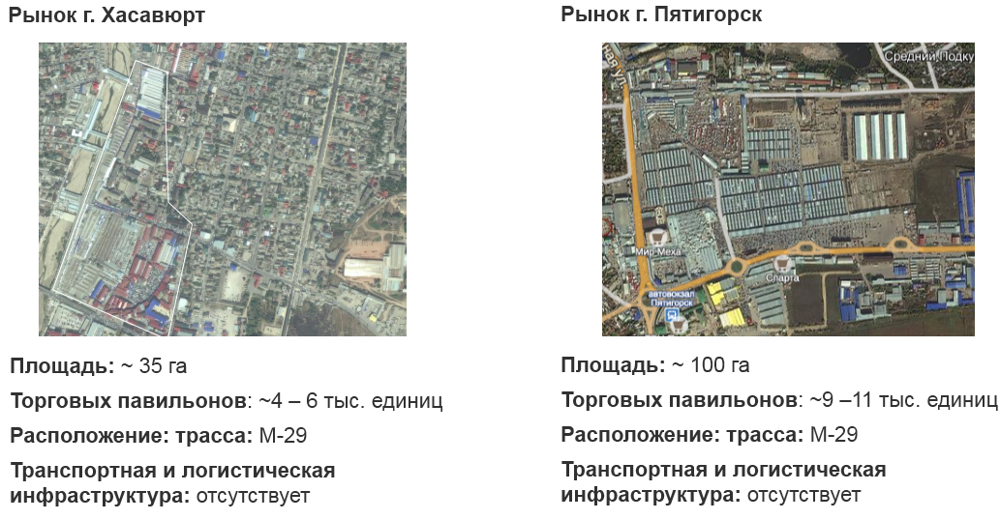 Рынок г. Хасавюрт
Площадь: ~ 35 га
Торговых павильонов: ~4 – 6 тыс. единиц
Расположение: трасса: М-29
Транспортная и логистическая
инфраструктура: отсутствует
Рынок г. Пятигорск
ная ул
Средний Подку
Мир Меха
Спарта
автовокзал
Пятигорск
Площадь: ~ 100 га
Торговых павильонов: ~9 –11 тыс. единиц
Расположение: трасса: М-29
Транспортная и логистическая
инфраструктура: отсутствует